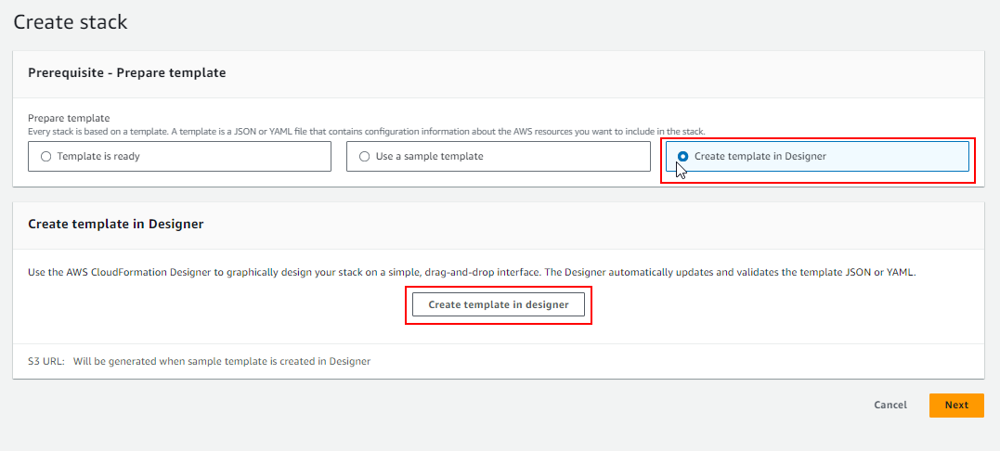 Create stack
Prerequisite - Prepare template
Prepare template
Every stack is based on a template. A template is a JSON or YAML file that contains configuration information about the AWS resources you want to include in the stack.
Template is ready
Use a sample template
Create template in Designer
Create template in Designer
Use the AWS CloudFormation Designer to graphically design your stack on a simple, drag-and-drop interface. The Designer automatically updates and validates the template JSON or YAML.
Create template in designer
S3 URL: Will be generated when sample template is created in Designer
Cancel
Next